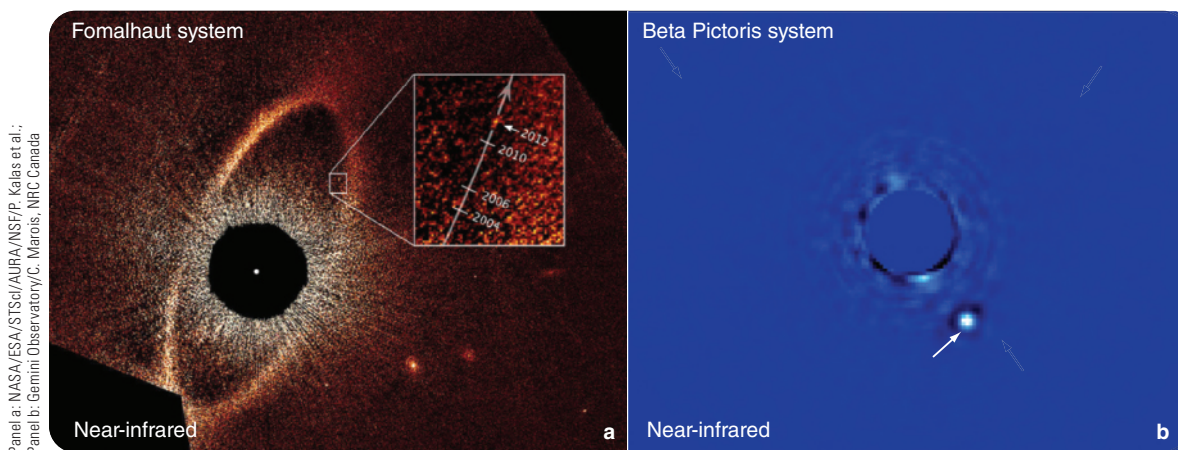 Fomalhaut system
2012
2010
2006
2004
Near-infrared
a
Beta Pictoris system
Near-infrared
b
Panel a: NASA/ESA/STScI/AURA/NSF/P. Kalas et al.;
Panel b: Gemini Observatory/C. Marois, NRC Canada